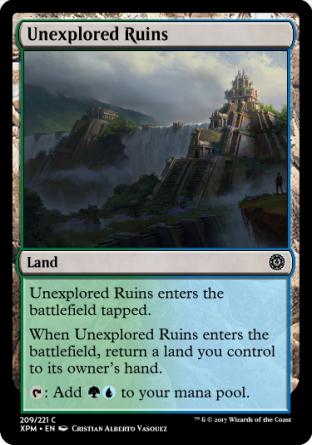 Unexplored Ruins
Land
Unexplored Ruins enters the
battlefield tapped.
When Unexplored Ruins enters the
battlefield, return a land you control
to its owner's hand.
: Add to your mana pool.
209/221 C
XPM • EN Cristian Alberto Vasquez
™ & © 2017 Wizards of the Coast